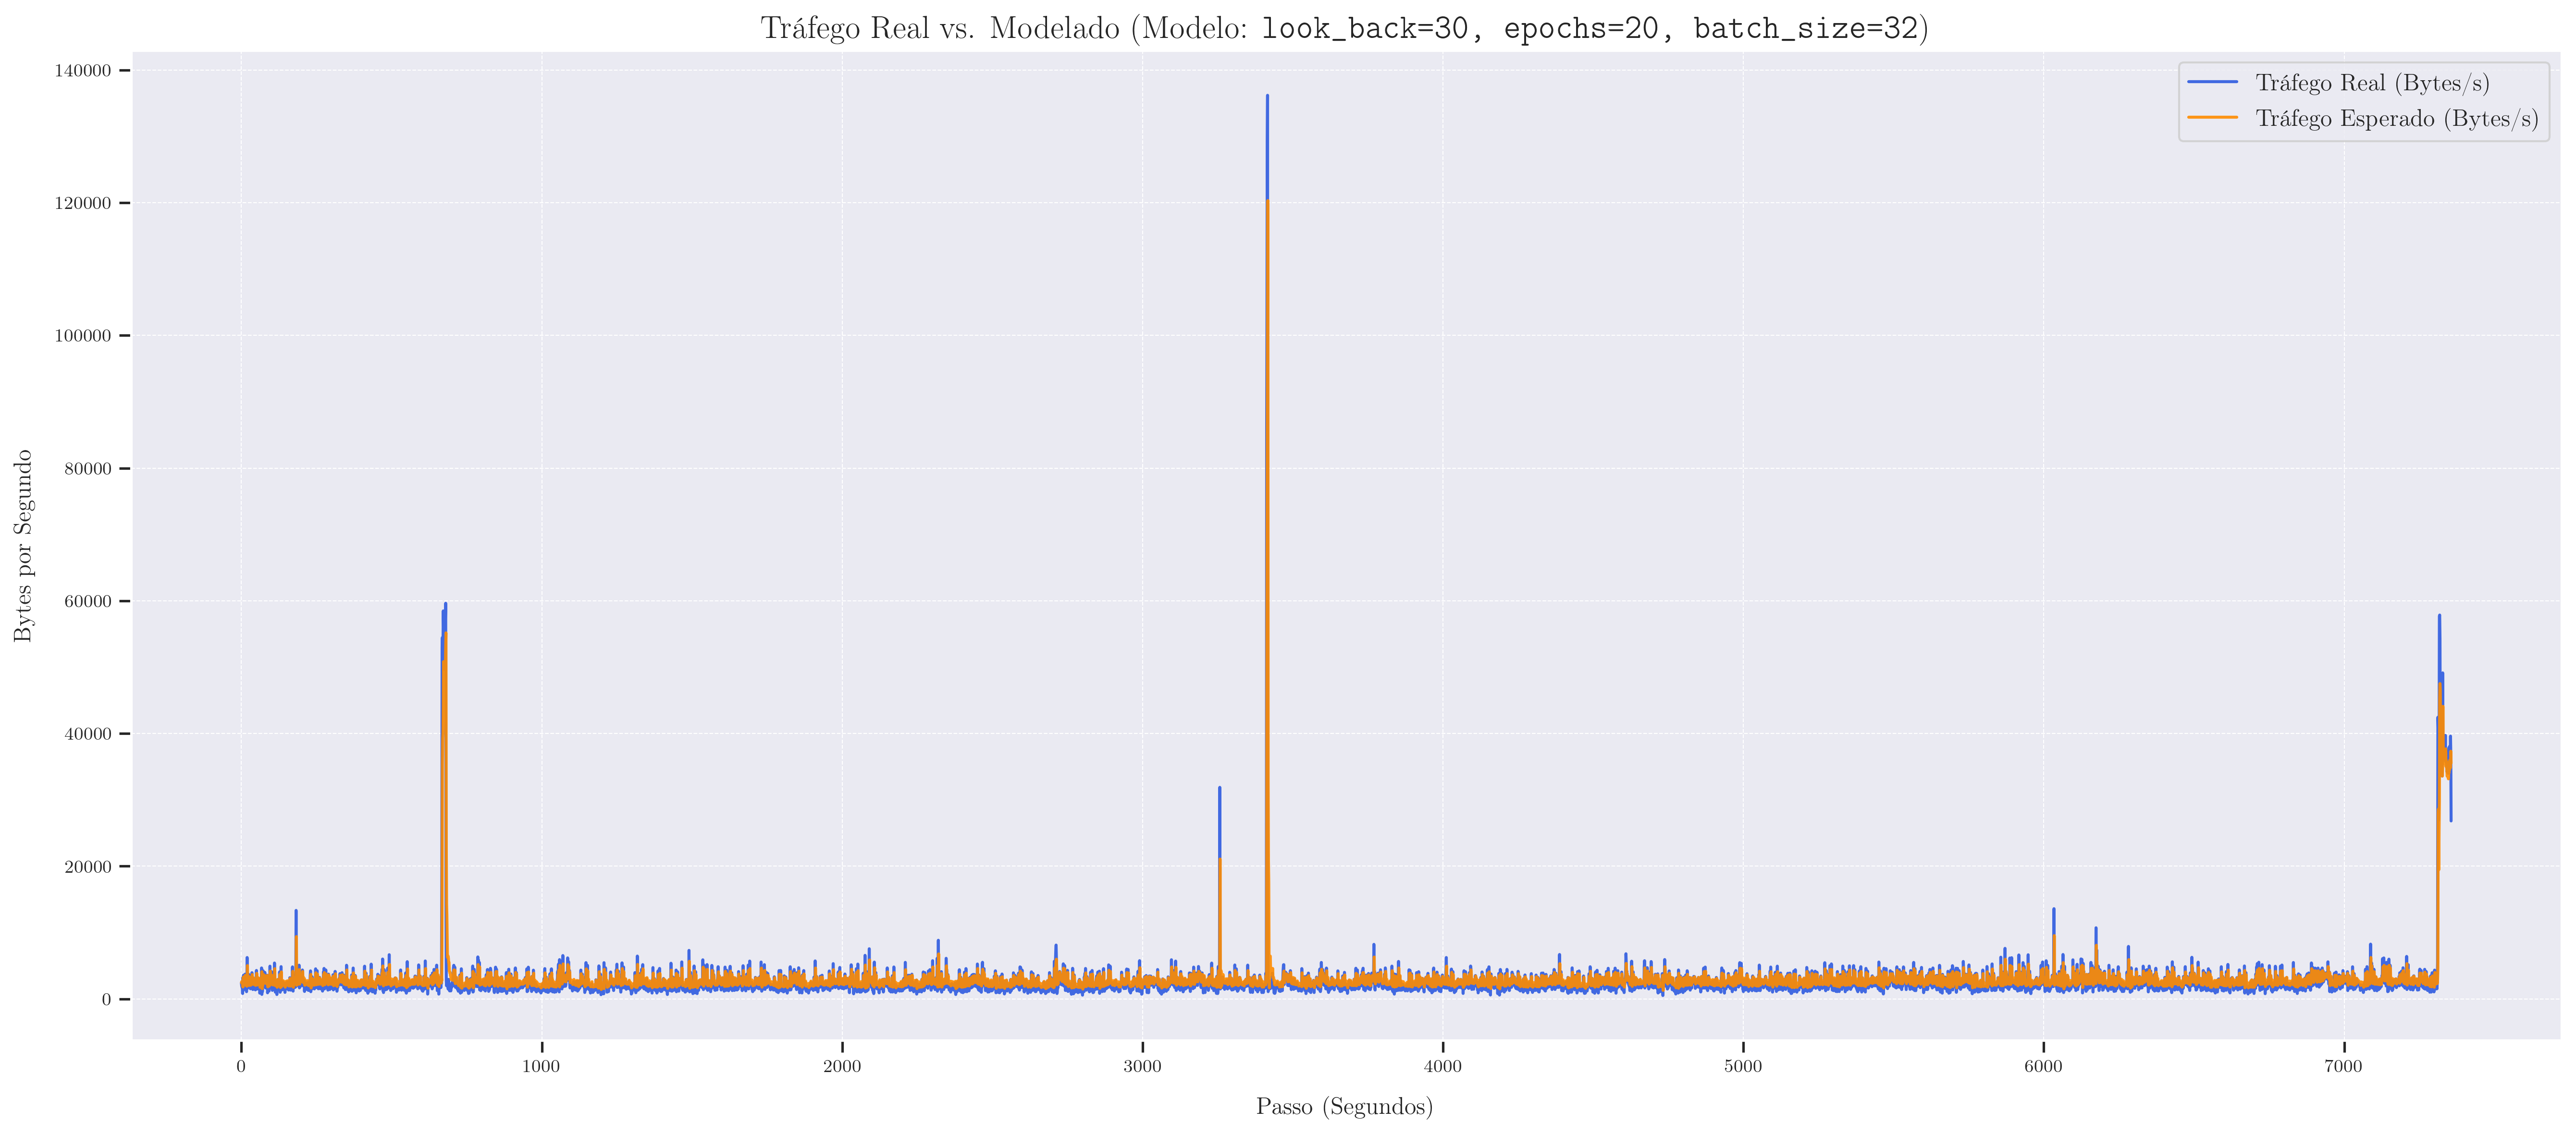 Tráfego Real vs. Modelado (Modelo: look_back=30, epochs=20, batch_size=32)
Tráfego Real (Bytes/s)
Tráfego Esperado (Bytes/s)
Bytes por Segundo
140000
120000
100000
80000
60000
40000
20000
0
0 1000 2000 3000 4000 5000 6000 7000
Passo (Segundos)